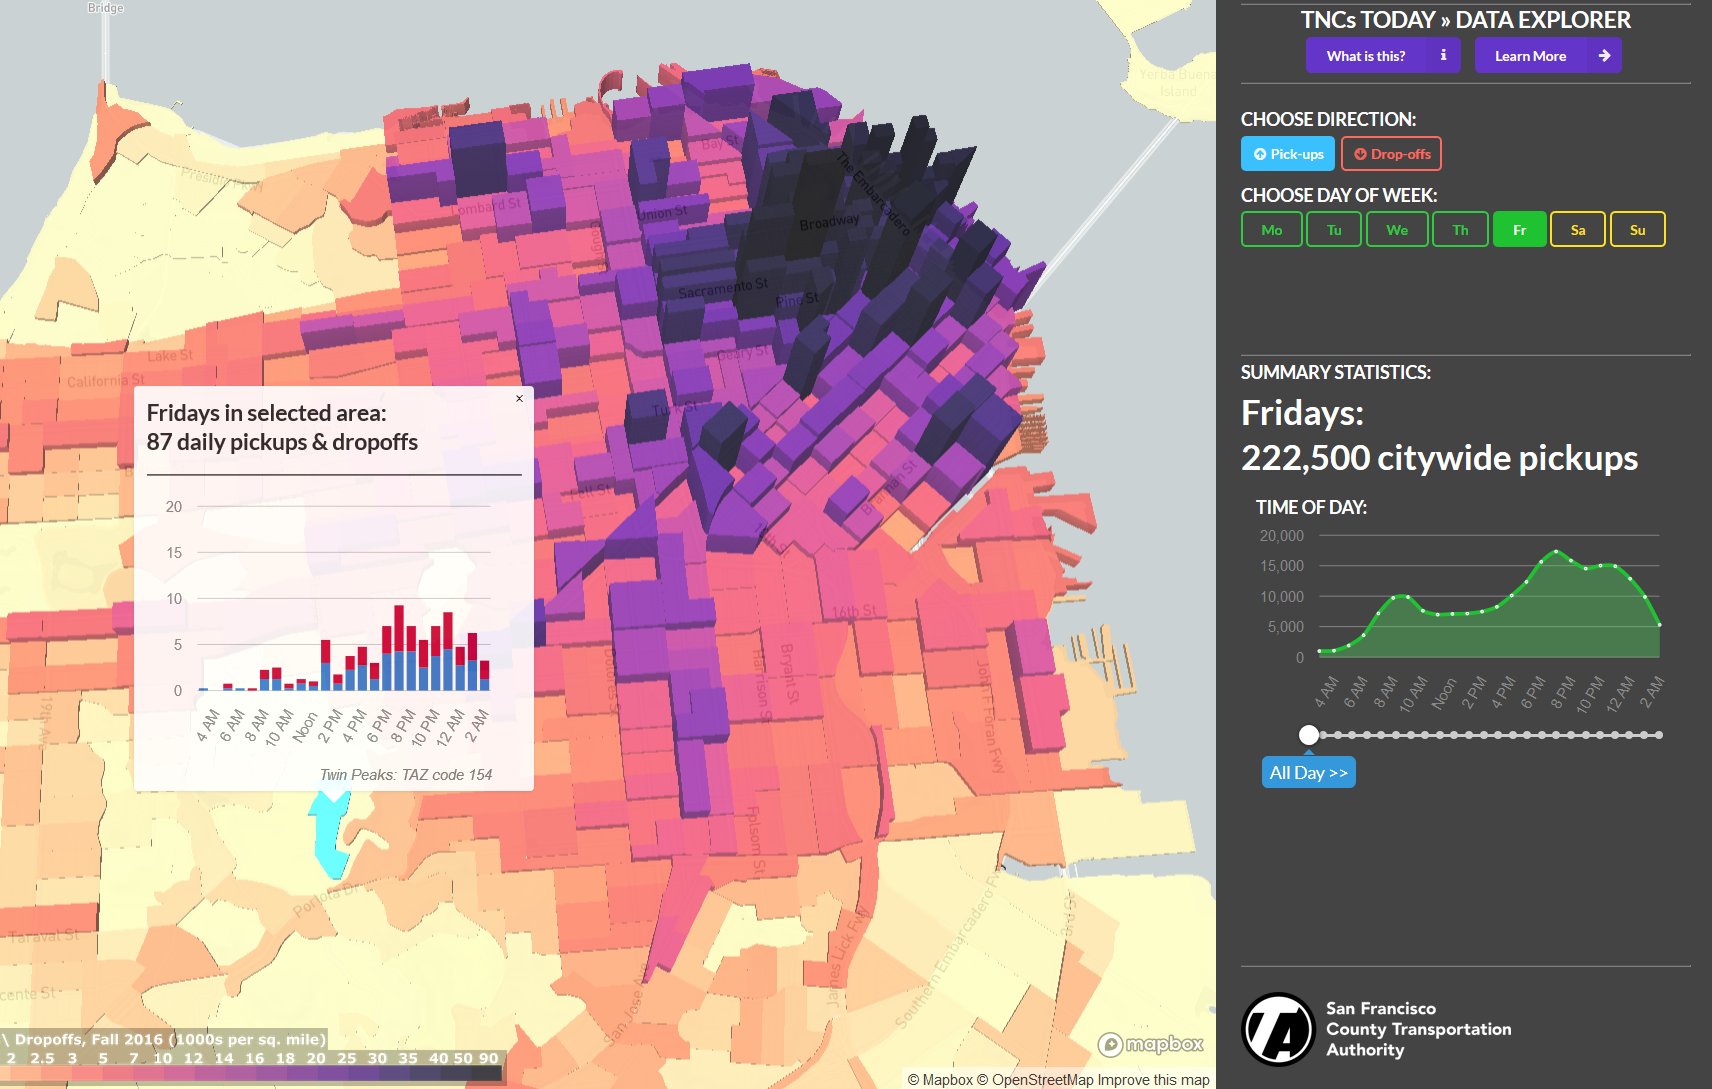 Bridge
Yerba Buena
Island
Presidio Pkwy
Lombard St
Bay St
The Embarcadero
Union St
Broadway
Gough St
Sacramento St
Pine St
Geary St
Lake St
California St
Turk St
Fell St
Brannan St
16th St
Dolores St
Harrison St
Bryant St
John F Foran Fwy
19th Ave
Folsom St
Portola Dr
Taraval St
cente St
San Jose Ave
James Lick Fwy
Southern Embarcadero Fwy
3rd St
Fridays in selected area:
87 daily pickups & dropoffs
×
20
15
10
5
0
4 AM
6 AM
8 AM
10 AM
Noon
2 PM
4 PM
6 PM
8 PM
10 PM
12 AM
2 AM
Twin Peaks: TAZ code 154
\ Dropoffs, Fall 2016 (1000s per sq. mile)
2 2.5 3 5 7 10 12 14 16 18 20 25 30 35 40 50 90
mapbox
© Mapbox © OpenStreetMap Improve this map
TNCs TODAY » DATA EXPLORER
What is this? i
Learn More
CHOOSE DIRECTION:
Pick-ups Drop-offs
CHOOSE DAY OF WEEK:
Mo Tu We Th Fr Sa Su
SUMMARY STATISTICS:
Fridays:
222,500 citywide pickups
TIME OF DAY:
20,000
15,000
10,000
5,000
0
4 AM
6 AM
8 AM
10 AM
Noon
2 PM
4 PM
6 PM
8 PM
10 PM
12 AM
2 AM
All Day >>
TA
San Francisco
County Transportation
Authority